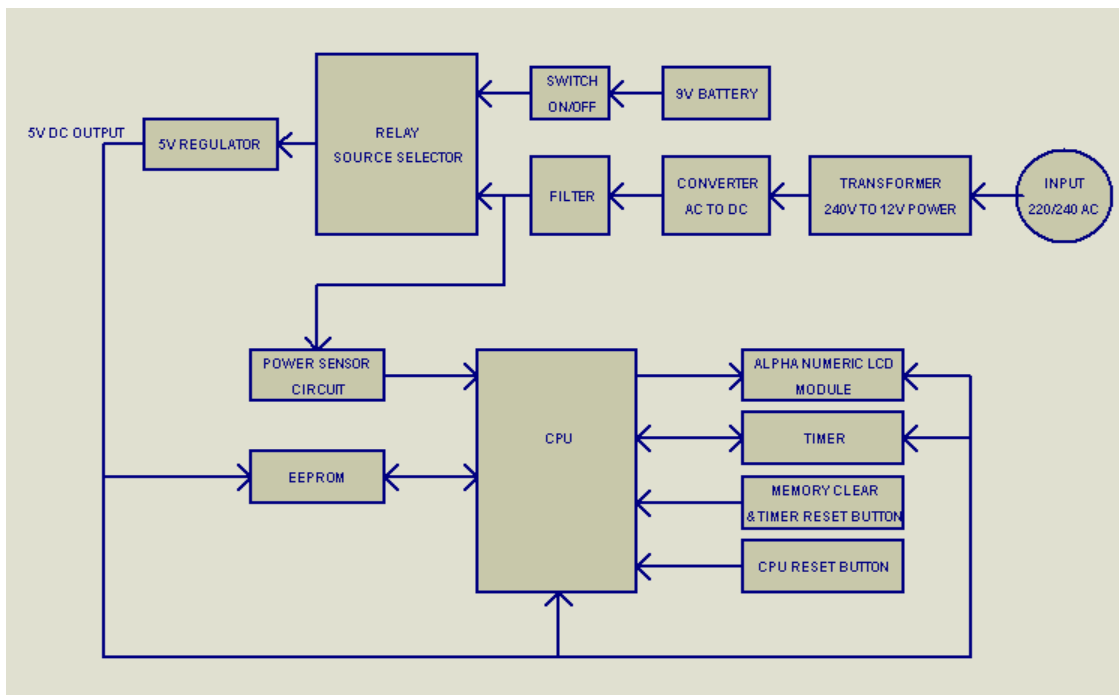 SWITCH
ON/OFF
9V BATTERY
5V DC OUTPUT
5V REGULATOR
RELAY
SOURCE SELECTOR
FILTER
CONVERTER
AC TO DC
TRANSFORMER
240V TO 12V POWER
INPUT
220/240 AC
POWER SENSOR
CIRCUIT
CPU
ALPHA NUMERIC LCD
MODULE
TIMER
EEPROM
MEMORY CLEAR
& TIMER RESET BUTTON
CPU RESET BUTTON